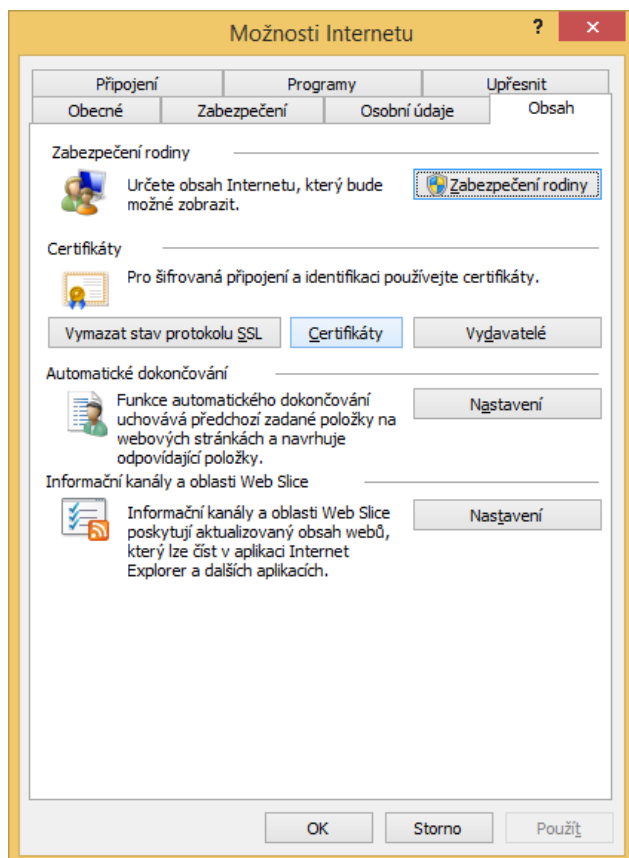 Možnosti Internetu
?
×
Připojení
Programy
Upřesnit
Obecné
Zabezpečení
Osobní údaje
Obsah
Zabezpečení rodiny
Určete obsah Internetu, který bude
možné zobrazit.
Zabezpečení rodiny
Certifikáty
Pro šifrovaná připojení a identifikaci používejte certifikáty.
Vymazat stav protokolu SSL
Certifikáty
Vydavatelé
Automatické dokončování
Funkce automatického dokončování
uchovává předchozí zadané položky na
webových stránkách a navrhuje
odpovídající položky.
Nastavení
Informační kanály a oblasti Web Slice
Informační kanály a oblasti Web Slice
poskytují aktualizovaný obsah webů,
který lze číst v aplikaci Internet
Explorer a dalších aplikacích.
Nastavení
OK
Storno
Použít